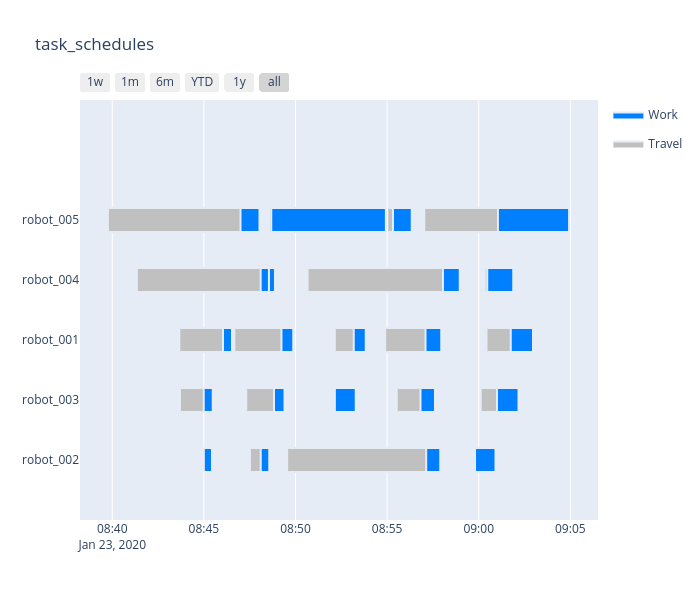 task_schedules
1w 1m 6m YTD 1y all
Work
Travel
robot_005
robot_004
robot_001
robot_003
robot_002
08:40 08:45 08:50 08:55 09:00 09:05
Jan 23, 2020